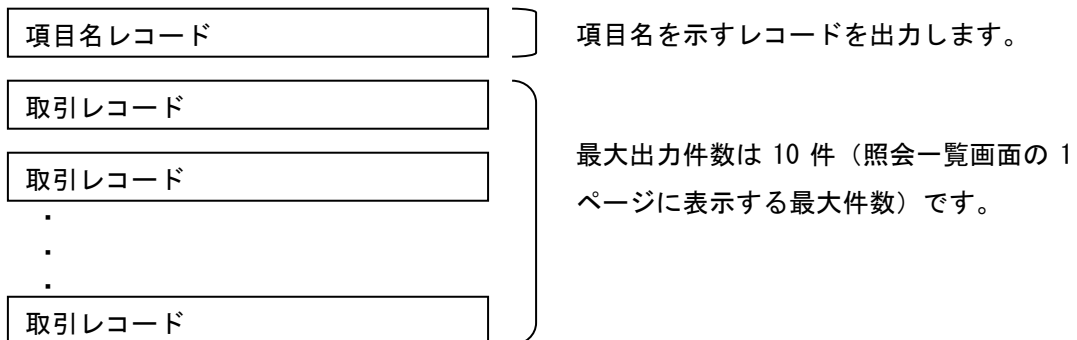 項目名レコード
項目名を示すレコードを出力します。
取引レコード
取引レコード
・
・
・
取引レコード
最大出力件数は 10 件（照会一覧画面の 1
ページに表示する最大件数）です。